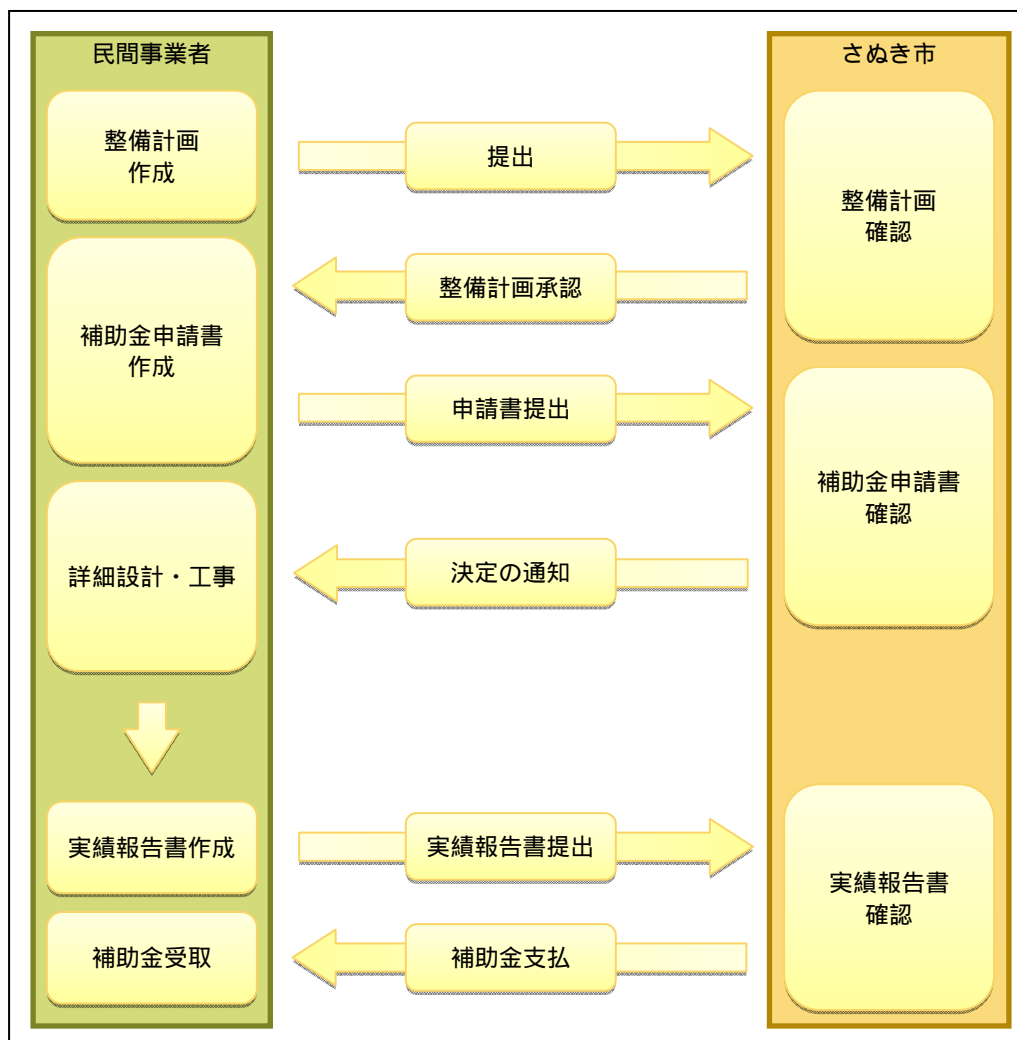 民間事業者
さぬき市
整備計画
作成
提出
整備計画
確認
整備計画承認
補助金申請書
作成
申請書提出
補助金申請書
確認
詳細設計・工事
決定の通知
実績報告書作成
実績報告書提出
実績報告書
確認
補助金受取
補助金支払